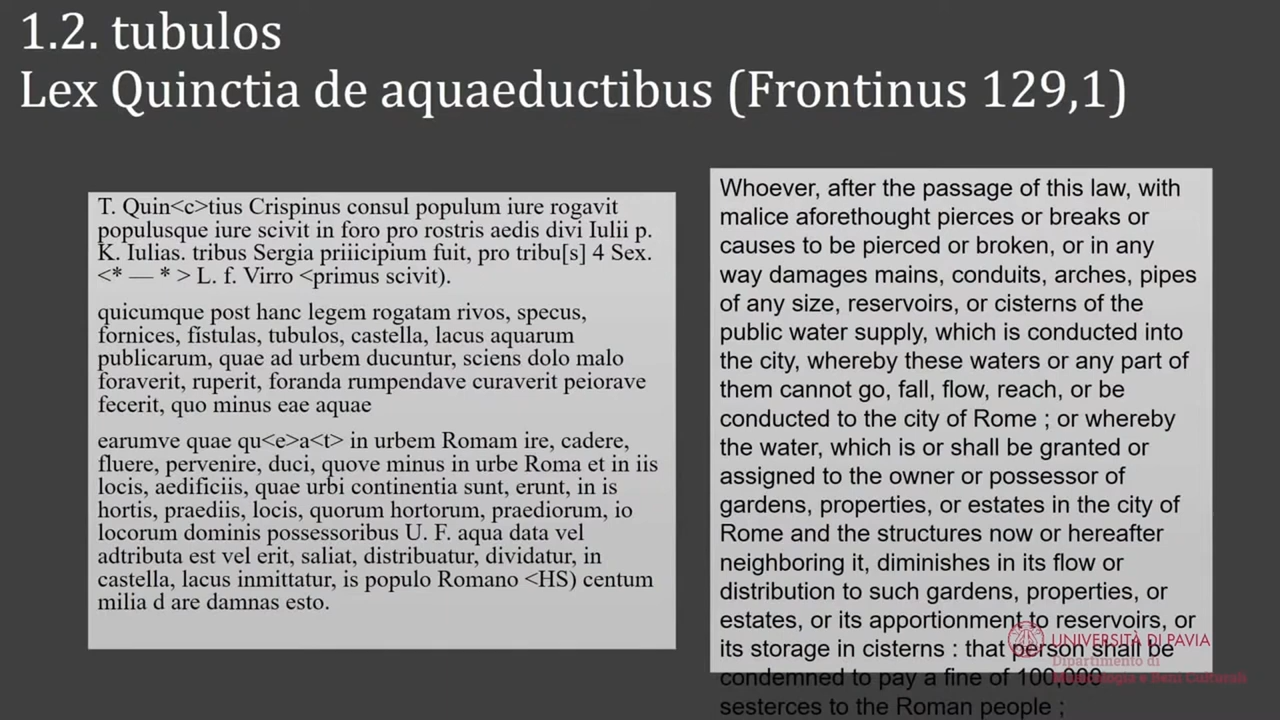 1.2. tubulos
Lex Quinctia de aquaeductibus (Frontinus 129,1)
T. Quin<c>tius Crispinus consul populum iure rogavit
populusque iure scivit in foro pro rostris aedis divi Iulii p.
K. Iulias. tribus Sergia priiicipium fuit, pro tribu[s] 4 Sex.
<* — * > L. f. Virro <primus scivit).
quicumque post hanc legem rogatam rivos, specus,
fornices, fístulas, tubulos, castella, lacus aquarum
publicarum, quae ad urbem ducuntur, sciens dolo malo
foraverit, ruperit, foranda rumpendave curaverit peiorave
fecerit, quo minus eae aquae
earumve quae qu<e>a<t> in urbem Romam ire, cadere,
fluere, pervenire, duci, quove minus in urbe Roma et in iis
locis, aedificiis, quae urbi continentia sunt, erunt, in is
hortis, praediis, locis, quorum hortorum, praediorum, io
locorum dominis possessoribus U. F. aqua data vel
adtributa est vel erit, saliat, distribuatur, dividatur, in
castella, lacus inmittatur, is populo Romano <HS) centum
milia d are damnas esto.
Whoever, after the passage of this law, with
malice aforethought pierces or breaks or
causes to be pierced or broken, or in any
way damages mains, conduits, arches, pipes
of any size, reservoirs, or cisterns of the
public water supply, which is conducted into
the city, whereby these waters or any part of
them cannot go, fall, flow, reach, or be
conducted to the city of Rome ; or whereby
the water, which is or shall be granted or
assigned to the owner or possessor of
gardens, properties, or estates in the city of
Rome and the structures now or hereafter
neighboring it, diminishes in its flow or
distribution to such gardens, properties, or
estates, or its apportionment to reservoirs, or
its storage in cisterns : that person shall be
condemned to pay a fine of 100,000
sesterces to the Roman people ;
UNIVERSITÀ DI PAVIA
Dipartimento di
Musicologia e Beni Culturali